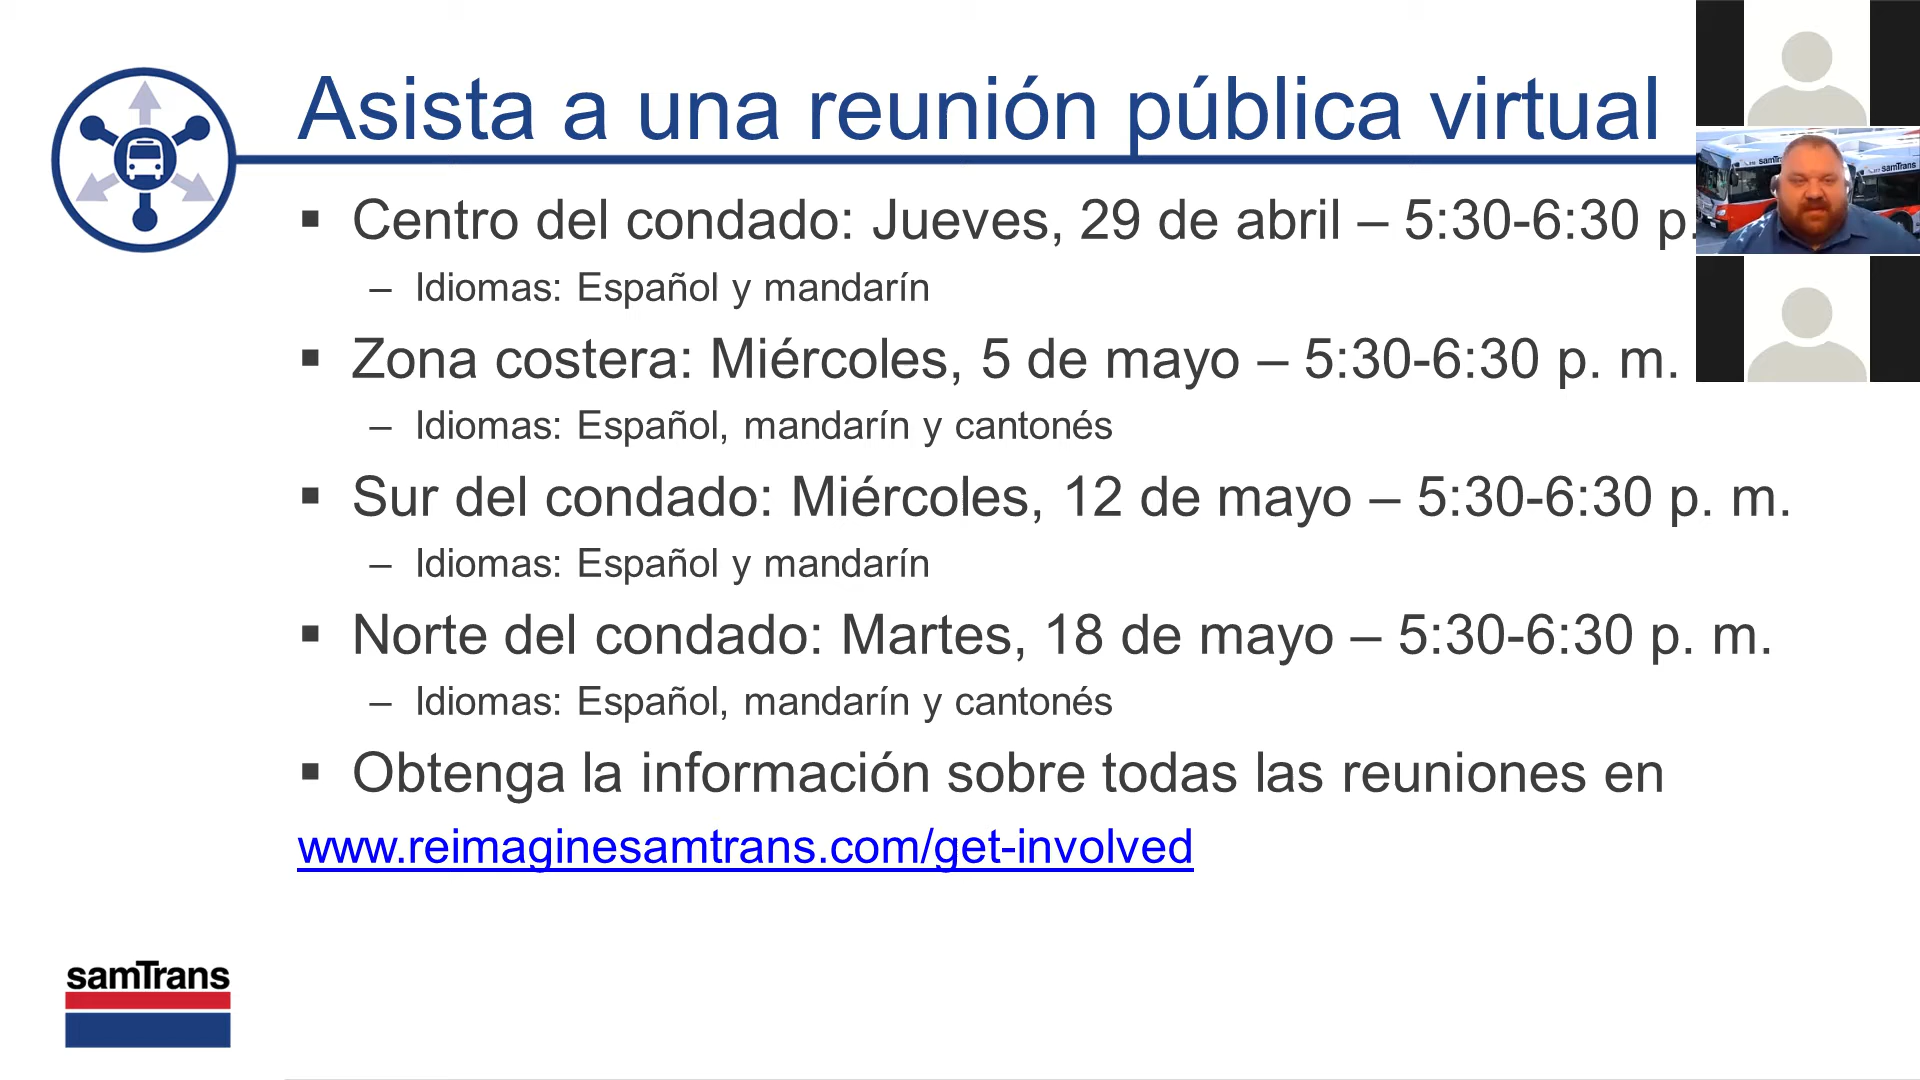 Asista a una reunión pública virtual
▪ Centro del condado: Jueves, 29 de abril – 5:30-6:30 p.
– Idiomas: Español y mandarín
▪ Zona costera: Miércoles, 5 de mayo – 5:30-6:30 p. m.
– Idiomas: Español, mandarín y cantonés
▪ Sur del condado: Miércoles, 12 de mayo – 5:30-6:30 p. m.
– Idiomas: Español y mandarín
▪ Norte del condado: Martes, 18 de mayo – 5:30-6:30 p. m.
– Idiomas: Español, mandarín y cantonés
▪ Obtenga la información sobre todas las reuniones en
www.reimaginesamtrans.com/get-involved
samTrans
samTrans